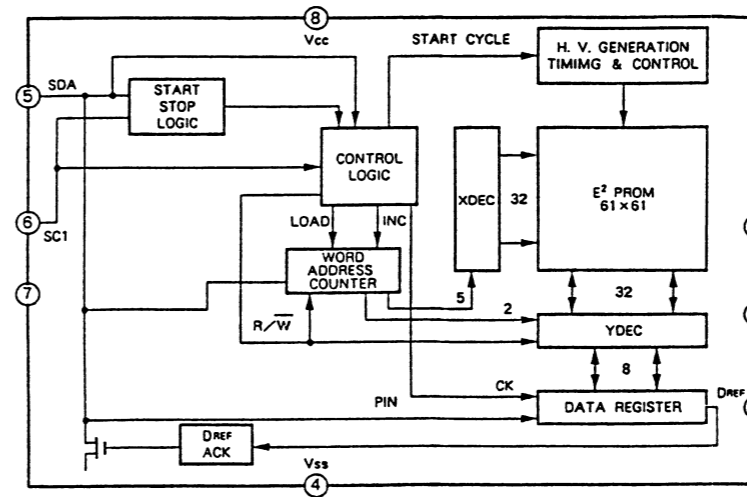 8
Vcc
START CYCLE
H. V. GENERATION
TIMIMG & CONTROL
5
SDA
START
STOP
LOGIC
CONTROL
LOGIC
XDEC
32
E² PROM
61×61
6
SC1
LOAD
INC
7
WORD
ADDRESS
COUNTER
5
32
R/W̅
2
YDEC
8
CK
PIN
DATA REGISTER
DREF
DREF
ACK
Vss
4